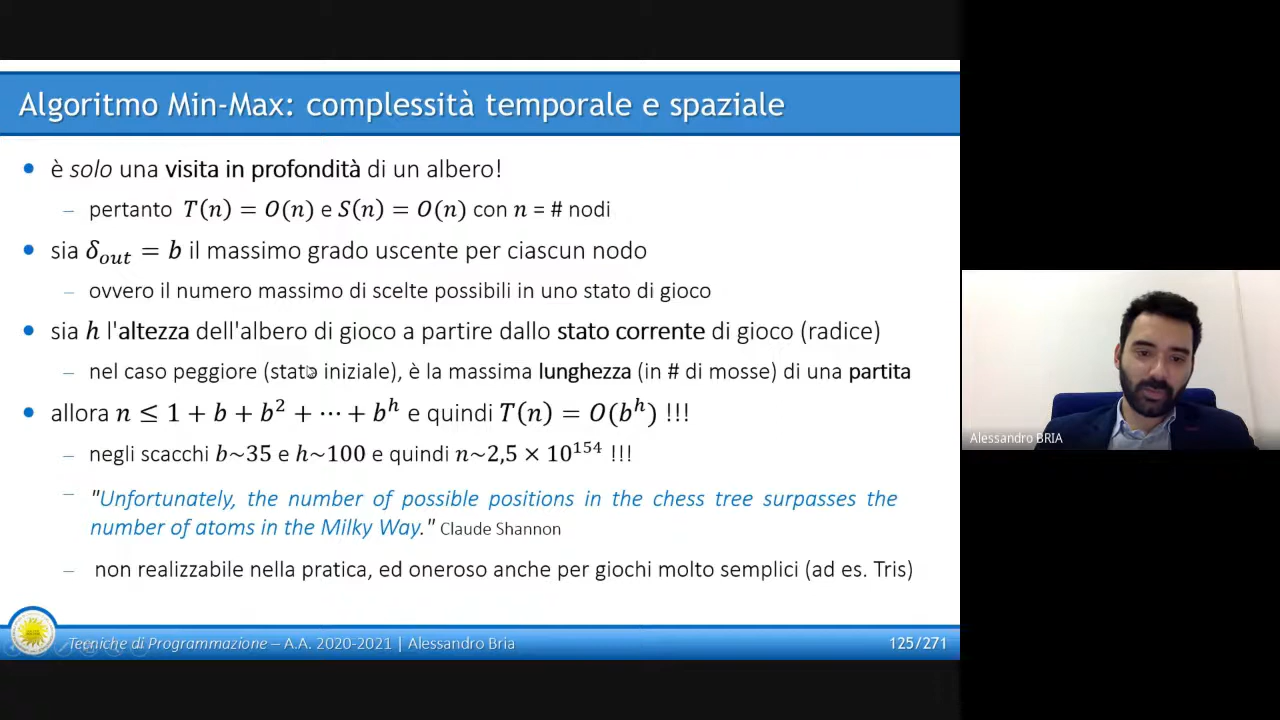 Algoritmo Min-Max: complessità temporale e spaziale
è solo una visita in profondità di un albero!
– pertanto T(n) = O(n) e S(n) = O(n) con n = # nodi
sia δ_out = b il massimo grado uscente per ciascun nodo
– ovvero il numero massimo di scelte possibili in uno stato di gioco
sia h l'altezza dell'albero di gioco a partire dallo stato corrente di gioco (radice)
– nel caso peggiore (stato iniziale), è la massima lunghezza (in # di mosse) di una partita
allora n ≤ 1 + b + b² + ⋯ + bʰ e quindi T(n) = O(bʰ) !!!
– negli scacchi b~35 e h~100 e quindi n~2,5 × 10¹⁵⁴ !!!
– "Unfortunately, the number of possible positions in the chess tree surpasses the
number of atoms in the Milky Way." Claude Shannon
– non realizzabile nella pratica, ed oneroso anche per giochi molto semplici (ad es. Tris)
Tecniche di Programmazione – A.A. 2020-2021 | Alessandro Bria
125/271
Alessandro BRIA